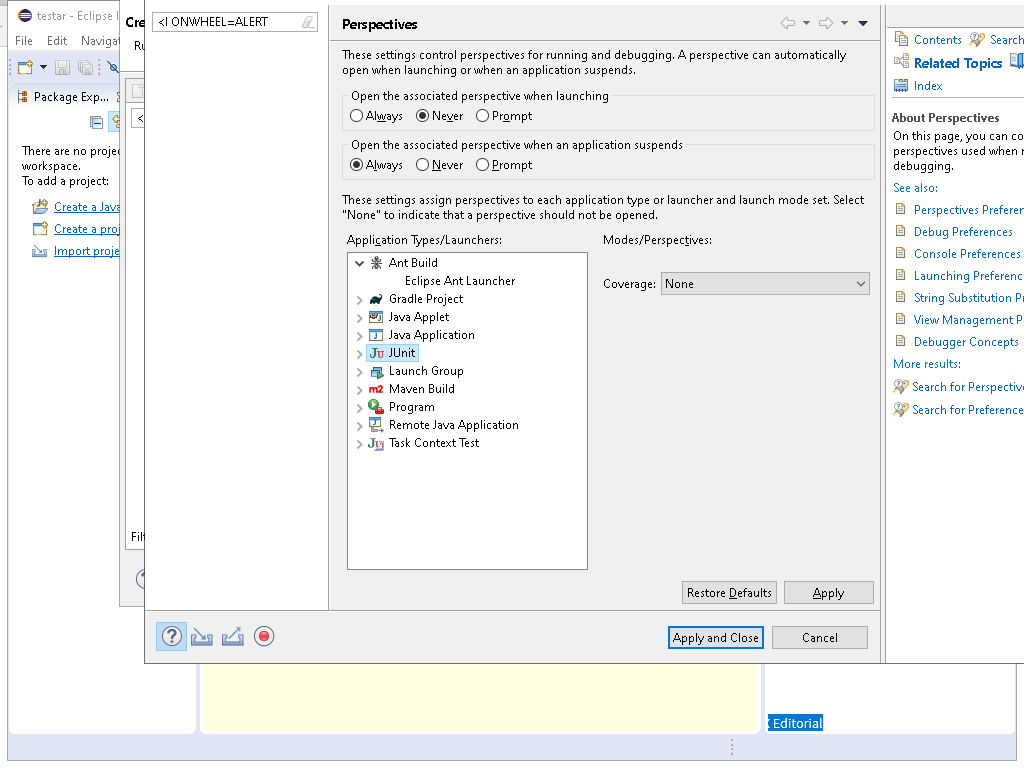 testar - Eclipse I
File Edit Navigat
Package Exp...
There are no projec
workspace.
To add a project:
Create a Java
Create a proj
Import proje
Cre
Ru
<
Filt
<I ONWHEEL=ALERT
Perspectives
These settings control perspectives for running and debugging. A perspective can automatically
open when launching or when an application suspends.
Open the associated perspective when launching
Always Never Prompt
Open the associated perspective when an application suspends
Always Never Prompt
These settings assign perspectives to each application type or launcher and launch mode set. Select
"None" to indicate that a perspective should not be opened.
Application Types/Launchers:
Ant Build
Eclipse Ant Launcher
Gradle Project
Java Applet
Java Application
JUnit
Launch Group
Maven Build
Program
Remote Java Application
Task Context Test
Modes/Perspectives:
Coverage: None
Restore Defaults Apply
Apply and Close Cancel
Contents Search
Related Topics
Index
About Perspectives
On this page, you can co
perspectives used when r
debugging.
See also:
Perspectives Preferen
Debug Preferences
Console Preferences
Launching Preferenc
String Substitution Pr
View Management P
Debugger Concepts
More results:
Search for Perspective
Search for Preference
Editorial